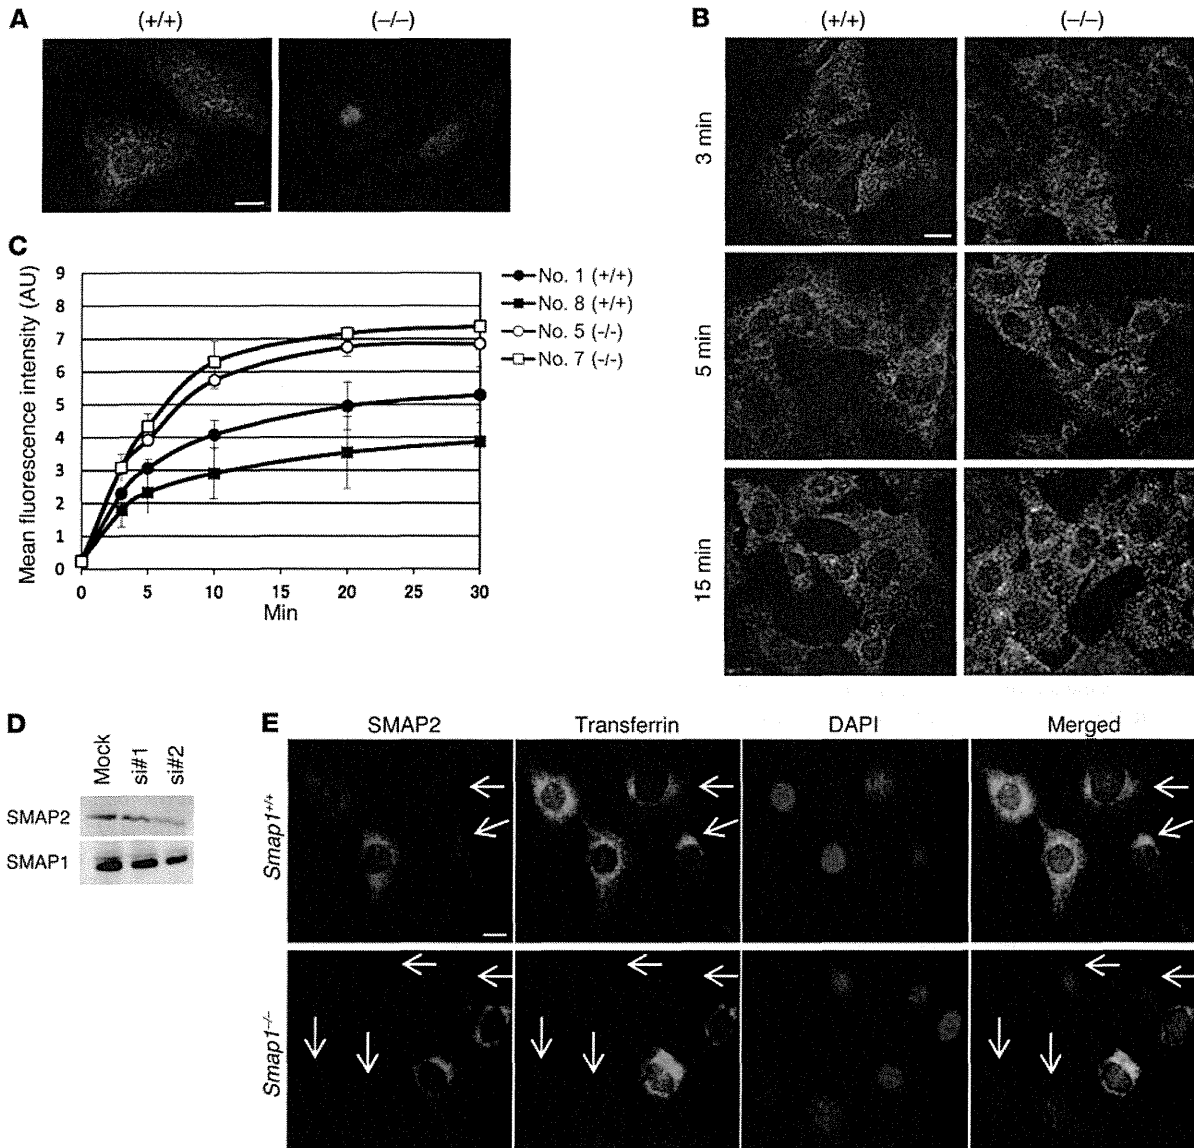 A
(+/+)
(–/–)
B
(+/+)
(–/–)
3 min
5 min
15 min
C
Mean fluorescence intensity (AU)
9
8
7
6
5
4
3
2
1
0
0
5
10
15
20
25
30
Min
No. 1 (+/+)
No. 8 (+/+)
No. 5 (-/-)
No. 7 (-/-)
D
Mock
si#1
si#2
SMAP2
SMAP1
E
SMAP2
Transferrin
DAPI
Merged
Smap1+/+
Smap1–/–